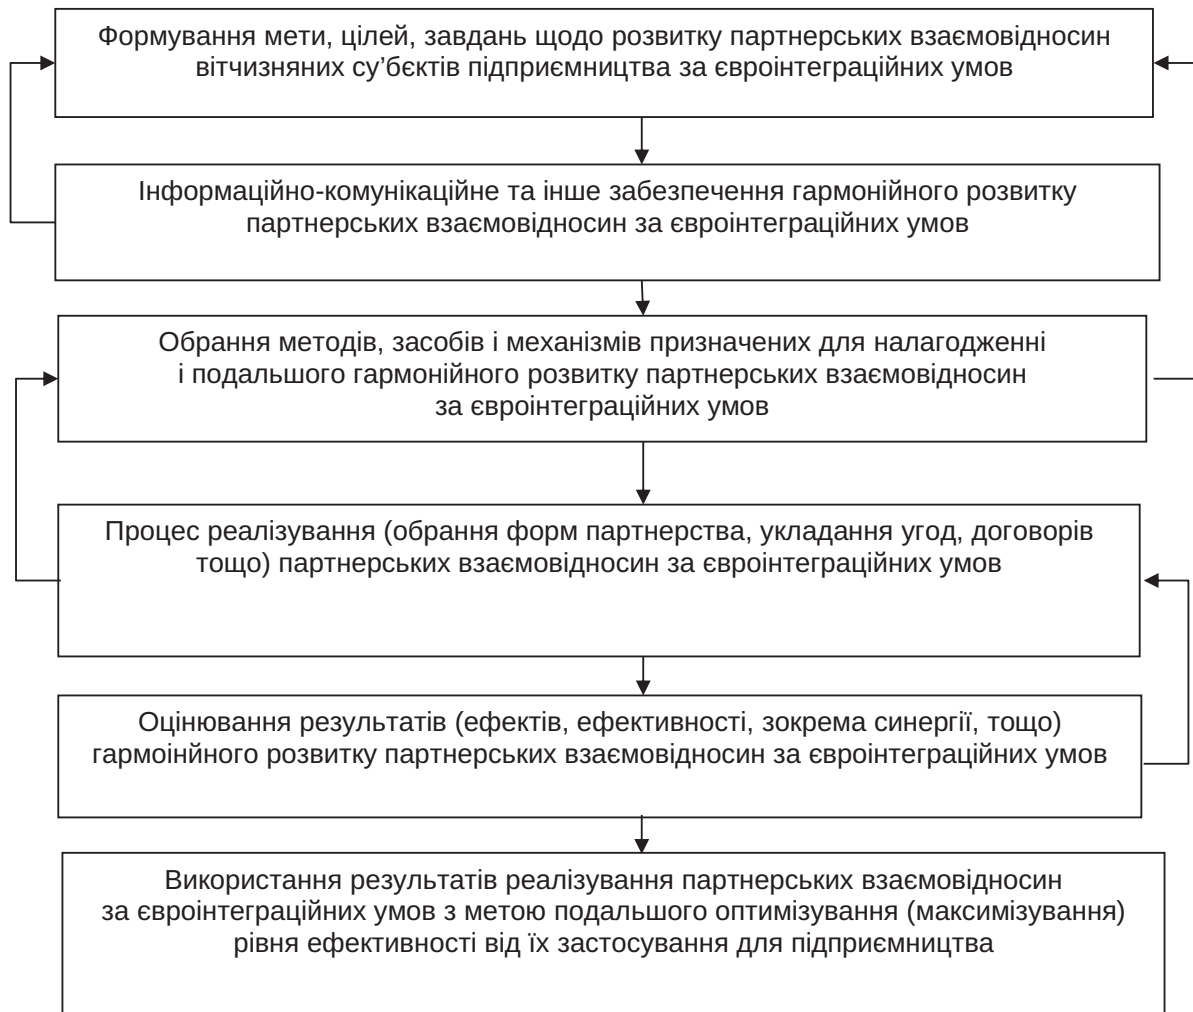 Формування мети, цілей, завдань щодо розвитку партнерських взаємовідносин
вітчизняних су’бєктів підприємництва за євроінтеграційних умов
Інформаційно-комунікаційне та інше забезпечення гармонійного розвитку
партнерських взаємовідносин за євроінтеграційних умов
Обрання методів, засобів і механізмів призначених для налагодженні
і подальшого гармонійного розвитку партнерських взаємовідносин
за євроінтеграційних умов
Процес реалізування (обрання форм партнерства, укладання угод, договорів
тощо) партнерських взаємовідносин за євроінтеграційних умов
Оцінювання результатів (ефектів, ефективності, зокрема синергії, тощо)
гармоінйного розвитку партнерських взаємовідносин за євроінтеграційних умов
Використання результатів реалізування партнерських взаємовідносин
за євроінтеграційних умов з метою подальшого оптимізування (максимізування)
рівня ефективності від їх застосування для підприємництва